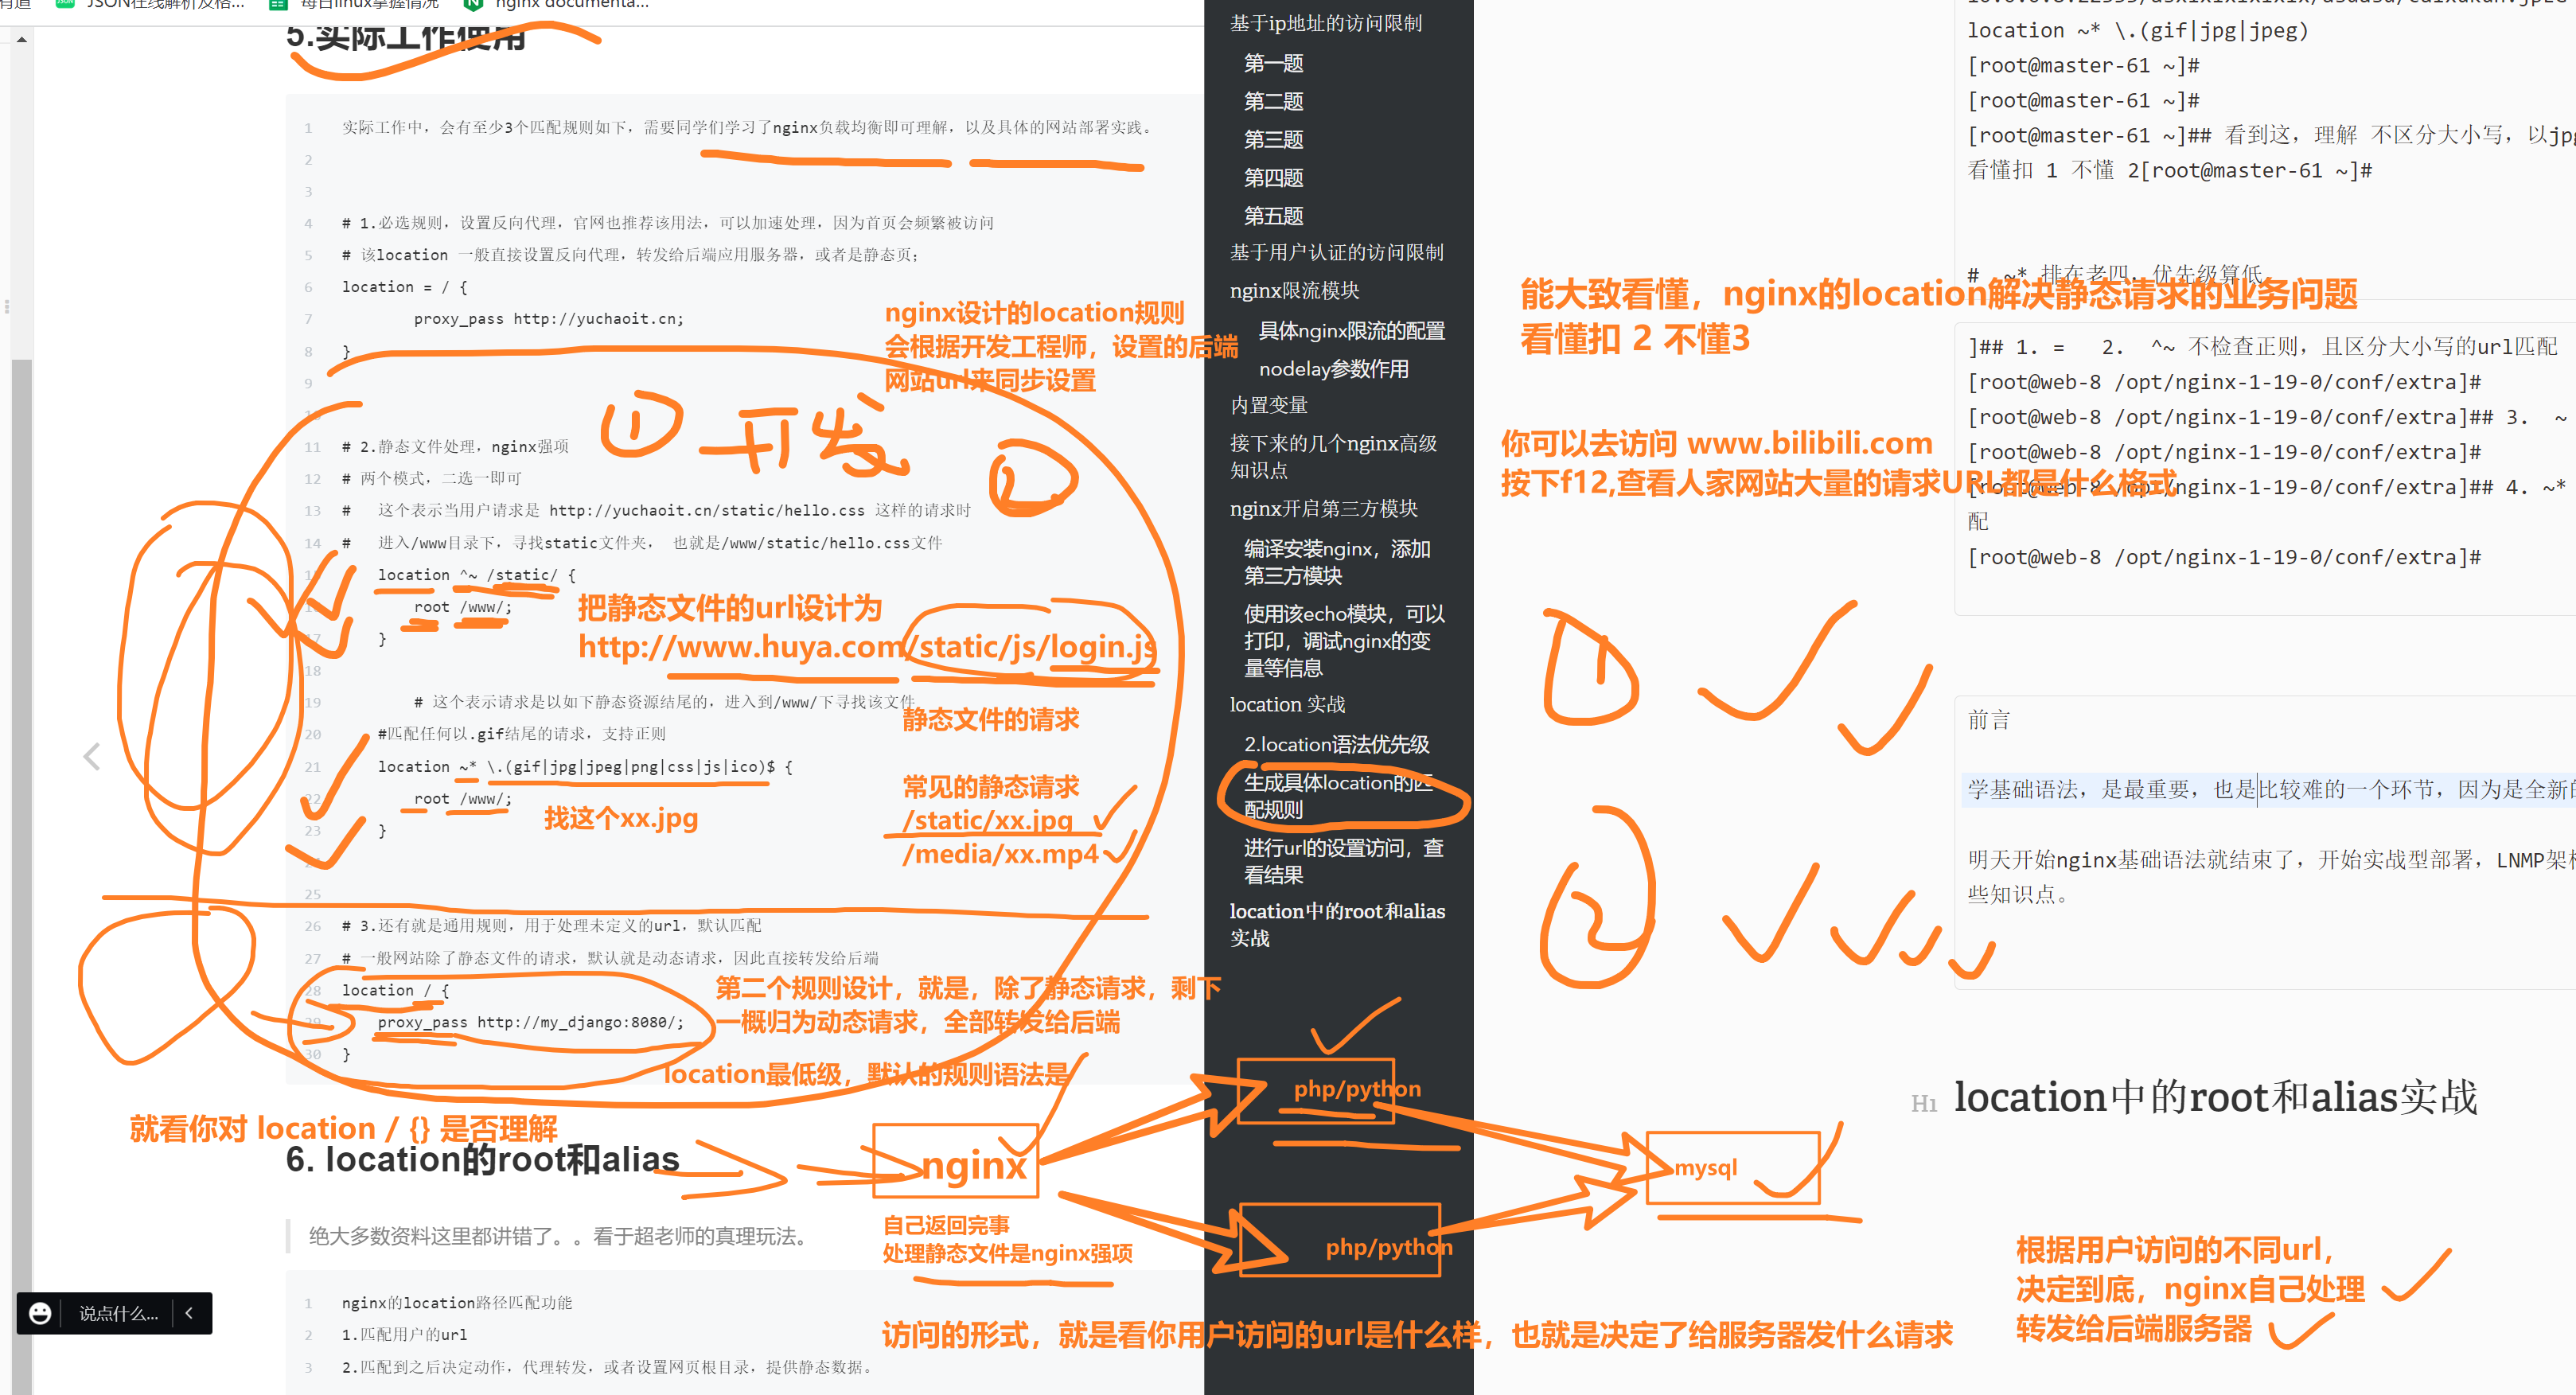 有道
JSON在线解析及格...
每日linux掌握情况
nginx documenta...
5.实际工作使用
1 实际工作中，会有至少3个匹配规则如下，需要同学们学习了nginx负载均衡即可理解，以及具体的网站部署实践。
2
3
4 # 1.必选规则，设置反向代理，官网也推荐该用法，可以加速处理，因为首页会频繁被访问
5 # 该location 一般直接设置反向代理，转发给后端应用服务器，或者是静态页；
6 location = / {
7 proxy_pass http://yuchaoit.cn;
8 }
9
11 # 2.静态文件处理，nginx强项
12 # 两个模式，二选一即可
13 # 这个表示当用户请求是 http://yuchaoit.cn/static/hello.css 这样的请求时
14 # 进入/www目录下，寻找static文件夹， 也就是/www/static/hello.css文件
location ^~ /static/ {
root /www/;
17 }
18
19 # 这个表示请求是以如下静态资源结尾的，进入到/www/下寻找该文件
20 #匹配任何以.gif结尾的请求，支持正则
21 location ~* \.(gif|jpg|jpeg|png|css|js|ico)$ {
22 root /www/;
23 }
25
26 # 3.还有就是通用规则，用于处理未定义的url，默认匹配
27 # 一般网站除了静态文件的请求，默认就是动态请求，因此直接转发给后端
28 location / {
29 proxy_pass http://my_django:8080/;
30 }
nginx设计的location规则
会根据开发工程师，设置的后端
网站url来同步设置
① 开发
②
把静态文件的url设计为
http://www.huya.com/static/js/login.js
静态文件的请求
常见的静态请求
/static/xx.jpg
/media/xx.mp4
找这个xx.jpg
第二个规则设计，就是，除了静态请求，剩下
一概归为动态请求，全部转发给后端
location最低级，默认的规则语法是
就看你对 location / {} 是否理解
6. location的root和alias
绝大多数资料这里都讲错了。。看于超老师的真理玩法。
1 nginx的location路径匹配功能
2 1.匹配用户的url
3 2.匹配到之后决定动作，代理转发，或者设置网页根目录，提供静态数据。
说点什么...
nginx
自己返回完事
处理静态文件是nginx强项
php/python
php/python
mysql
访问的形式，就是看你用户访问的url是什么样，也就是决定了给服务器发什么请求
基于ip地址的访问限制
第一题
第二题
第三题
第四题
第五题
基于用户认证的访问限制
nginx限流模块
具体nginx限流的配置
nodelay参数作用
内置变量
接下来的几个nginx高级
知识点
nginx开启第三方模块
编译安装nginx，添加
第三方模块
使用该echo模块，可以
打印，调试nginx的变
量等信息
location 实战
2.location语法优先级
生成具体location的匹
配规则
进行url的设置访问，查
看结果
location中的root和alias
实战
location ~* \.(gif|jpg|jpeg)
[root@master-61 ~]#
[root@master-61 ~]#
[root@master-61 ~]## 看到这，理解 不区分大小写，以jpg
看懂扣 1 不懂 2[root@master-61 ~]#
# ~* 排在老四，优先级算低
能大致看懂，nginx的location解决静态请求的业务问题
看懂扣 2 不懂3
]## 1. = 2. ^~ 不检查正则，且区分大小写的url匹配
[root@web-8 /opt/nginx-1-19-0/conf/extra]#
[root@web-8 /opt/nginx-1-19-0/conf/extra]## 3. ~
[root@web-8 /opt/nginx-1-19-0/conf/extra]#
[root@web-8 /opt/nginx-1-19-0/conf/extra]## 4. ~*
配
[root@web-8 /opt/nginx-1-19-0/conf/extra]#
你可以去访问 www.bilibili.com
按下f12,查看人家网站大量的请求URL都是什么格式
1
2
前言
学基础语法，是最重要，也是比较难的一个环节，因为是全新的
明天开始nginx基础语法就结束了，开始实战型部署，LNMP架构
些知识点。
H1 location中的root和alias实战
根据用户访问的不同url，
决定到底，nginx自己处理
转发给后端服务器